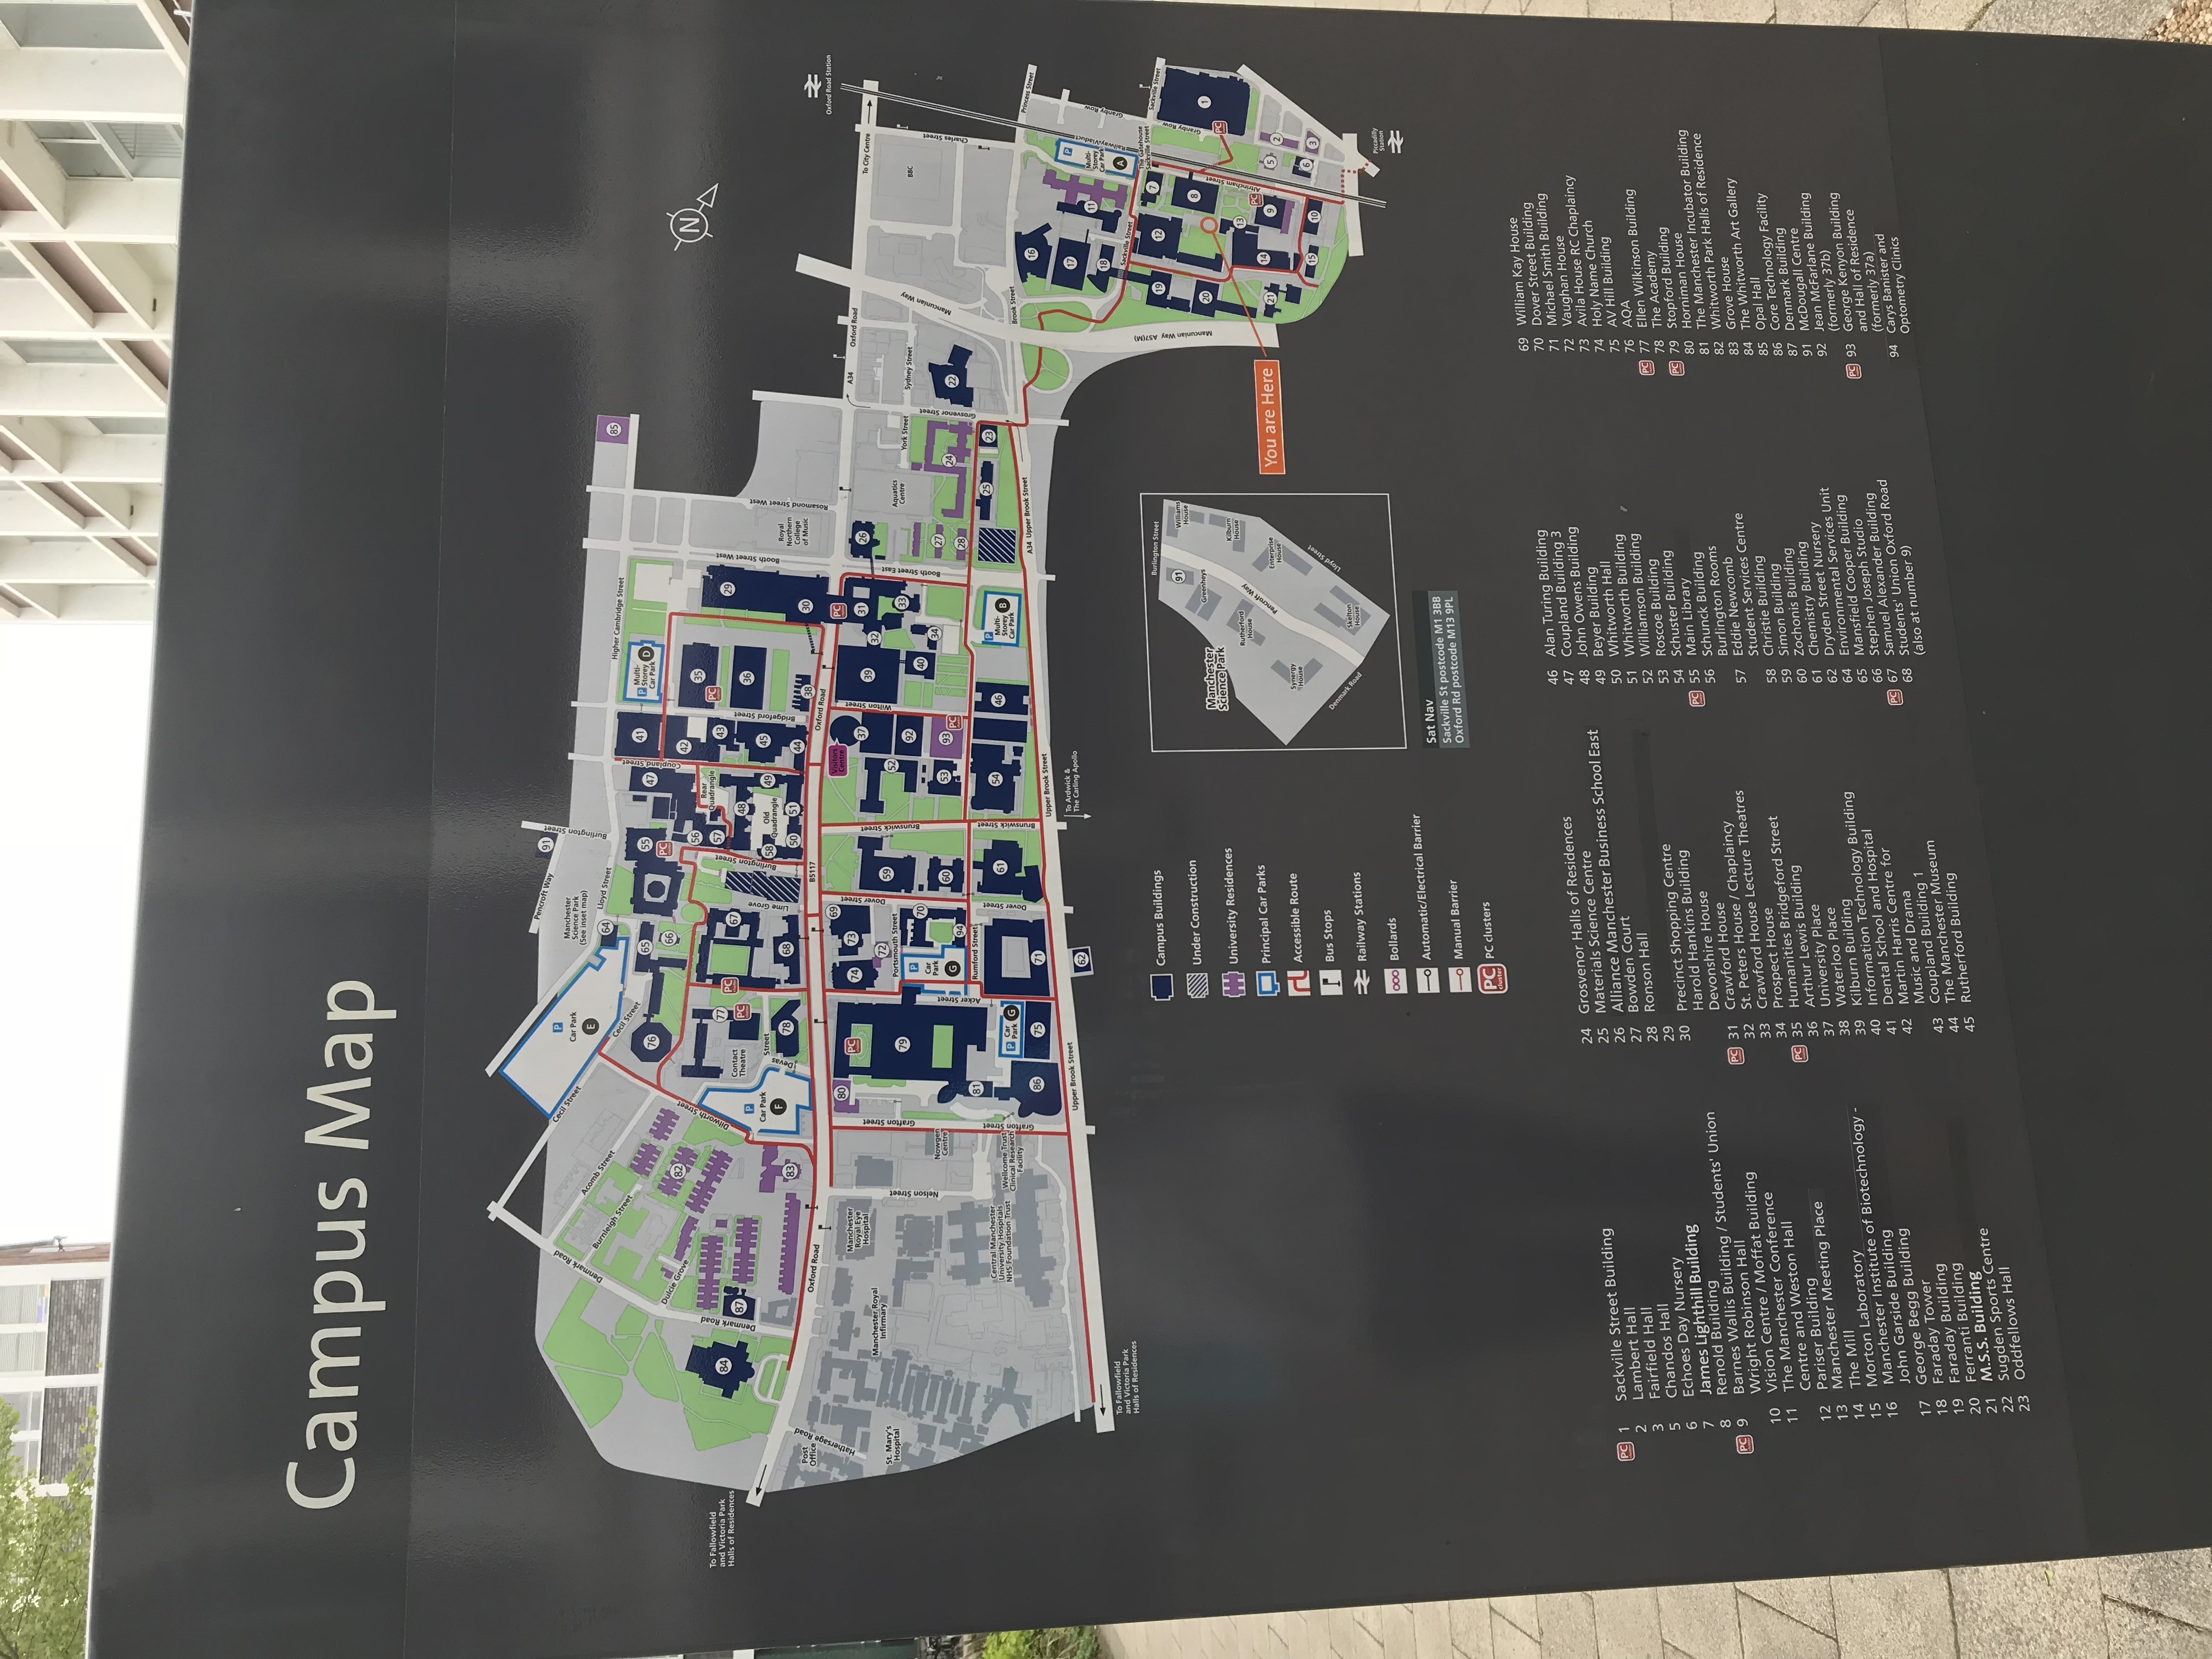 Campus Map
Pencroft Way
91
Burlington Street
Manchester
Science Park
(See inset map)
Cecil Street
P
Car Park
E
Denmark Road
Acomb Street
Burnleigh Street
64
Lloyd Street
Higher Cambridge Street
85
Cecil Street
76
65
66
55
PC
47
Coupland Street
41
P
Multi-
Storey
Car Park
D
Dulcie Grove
82
Dilworth Street
77
PC
PC
67
56
57
Rear
Quadrangle
42
35
PC
43
29
N
To Fallowfield
and Victoria Park
Halls of Residences
84
Denmark Road
87
Contact
Theatre
P
Car Park
F
Devas
Street
78
68
Lime Grove
Burlington Street
48
58
Old
Quadrangle
49
45
36
Bridgeford Street
Booth Street West
Royal
Northern
College
of Music
Rosamond Street West
83
50
51
44
38
30
Oxford Road
B5117
Oxford Road
Post
Office
Hathersage Road
Manchester
Royal Eye
Hospital
Manchester Royal
Infirmary
St. Mary's
Hospital
80
PC
74
73
69
72
Portsmouth Street
Dover Street
59
Brunswick Street
Visitors
Centre
37
52
Wilton Street
39
PC
31
32
26
33
A34
Oxford Road
To City Centre
Oxford Road Station
79
92
40
34
Booth Street East
Aquatics
Centre
York Street
Sydney Street
BBC
Mancunian Way
Charles Street
Nelson Street
Grafton Street
Nowgen
Centre
P
Car
Park
G
70
94
60
53
93
PC
27
28
24
Grosvenor Street
22
Acker Street
Rumford Street
81
Central Manchester
University Hospitals
NHS Foundation Trust
Wellcome Trust
Clinical Research
Facility
Grafton Street
P
Car
Park
G
86
75
71
Dover Street
61
Brunswick Street
54
46
P
Multi-
Storey
Car Park
B
25
23
A34 Upper Brook Street
Upper Brook Street
Upper Brook Street
62
To Ardwick &
The Carling Apollo
To Fallowfield
and Victoria Park
Halls of Residences
Brook Street
Princess Street
16
17
18
11
P
Multi-
Storey
Car Park
A
Railway Viaduct
Granby Row
Sackville Street
The Gatehouse
Sackville Street
Sackville Street
Mancunian Way A57(M)
19
12
7
8
20
13
PC
Altrincham Street
Granby Row
PC
1
21
14
9
5
2
15
10
6
3
Piccadilly
Station
You are Here
Campus Buildings
Under Construction
University Residences
Principal Car Parks
Accessible Route
Bus Stops
Railway Stations
Bollards
Automatic/Electrical Barrier
Manual Barrier
PC cluster PC clusters
Burlington Street
91
Williams
House
Greenheys
Manchester
Science Park
Rutherford
House
Kilburn
House
Pencroft Way
Enterprise
House
Synergy
House
Lloyd Street
Denmark Road
Skelton
House
Sat Nav
Sackville St postcode M1 3BB
Oxford Rd postcode M13 9PL
PC 1 Sackville Street Building
2 Lambert Hall
3 Fairfield Hall
5 Chandos Hall
6 Echoes Day Nursery
7 James Lighthill Building
8 Renold Building
PC 9 Barnes Wallis Building / Students' Union
Wright Robinson Hall
10 Vision Centre / Moffat Building
11 The Manchester Conference
Centre and Weston Hall
12 Pariser Building
13 Manchester Meeting Place
14 The Mill
15 Morton Laboratory
16 Manchester Institute of Biotechnology -
John Garside Building
17 George Begg Building
18 Faraday Tower
19 Faraday Building
20 Ferranti Building
21 M.S.S. Building
22 Sugden Sports Centre
23 Oddfellows Hall
24 Grosvenor Halls of Residences
25 Materials Science Centre
26 Alliance Manchester Business School East
27 Bowden Court
28 Ronson Hall
29
30 Precinct Shopping Centre
Harold Hankins Building
Devonshire House
PC 31 Crawford House
32 St. Peters House / Chaplaincy
33 Crawford House Lecture Theatres
34 Prospect House
PC 35 Humanities Bridgeford Street
36 Arthur Lewis Building
37 University Place
38 Waterloo Place
39 Kilburn Building
40 Information Technology Building
41 Dental School and Hospital
42 Martin Harris Centre for
Music and Drama
43 Coupland Building 1
44 The Manchester Museum
45 Rutherford Building
46 Alan Turing Building
47 Coupland Building 3
48 John Owens Building
49 Beyer Building
50 Whitworth Hall
51 Whitworth Building
52 Williamson Building
53 Roscoe Building
54 Schuster Building
PC 55 Main Library
56 Schunck Building
Burlington Rooms
57 Eddie Newcomb
Student Services Centre
58 Christie Building
59 Simon Building
60 Zochonis Building
61 Chemistry Building
62 Dryden Street Nursery
64 Environmental Services Unit
65 Mansfield Cooper Building
66 Stephen Joseph Studio
PC 67 Samuel Alexander Building
68 Students' Union Oxford Road
(also at number 9)
69 William Kay House
70 Dover Street Building
71 Michael Smith Building
72 Vaughan House
73 Avila House RC Chaplaincy
74 Holy Name Church
75 AV Hill Building
76 AQA
PC 77 Ellen Wilkinson Building
78 The Academy
PC 79 Stopford Building
80 Horniman House
81 The Manchester Incubator Building
82 Whitworth Park Halls of Residence
83 Grove House
84 The Whitworth Art Gallery
85 Opal Hall
86 Core Technology Facility
87 Denmark Building
91 McDougall Centre
92 Jean McFarlane Building
(formerly 37b)
PC 93 George Kenyon Building
and Hall of Residence
(formerly 37a)
94 Carys Banister and
Optometry Clinics